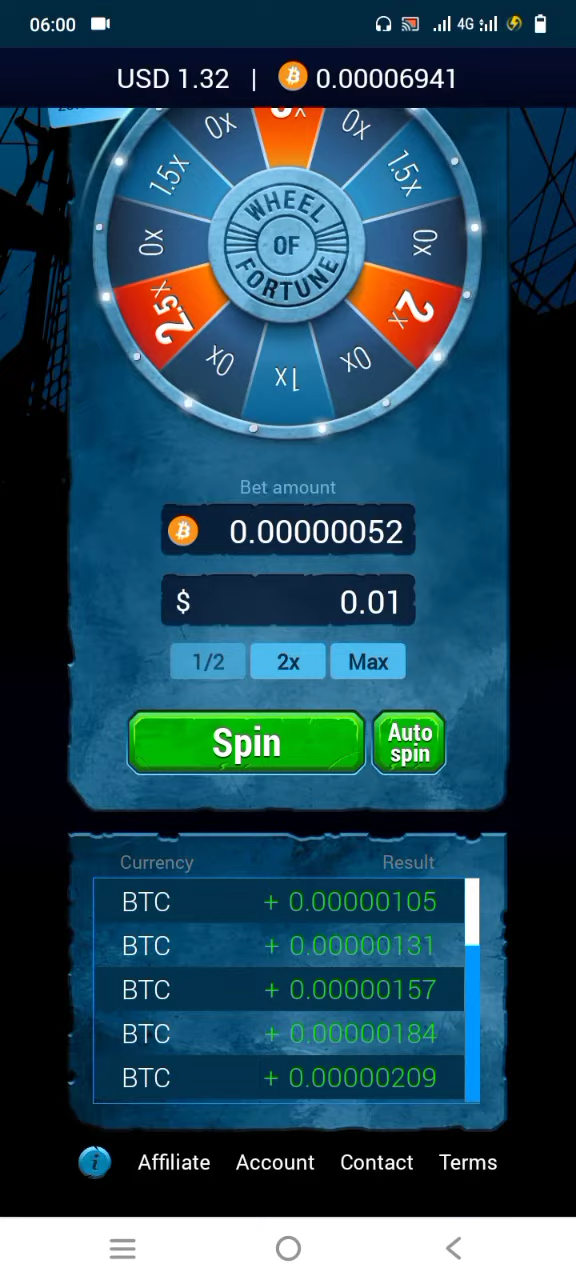 06:00 4G
USD 1.32 | 0.00006941
0x 0x
1.5x 1.5x
WHEEL
0x OF 0x
FORTUNE
2.5x 2x
0x 1x 0x
Bet amount
0.00000052
$ 0.01
1/2 2x Max
Spin Auto spin
Currency Result
BTC + 0.00000105
BTC + 0.00000131
BTC + 0.00000157
BTC + 0.00000184
BTC + 0.00000209
i Affiliate Account Contact Terms